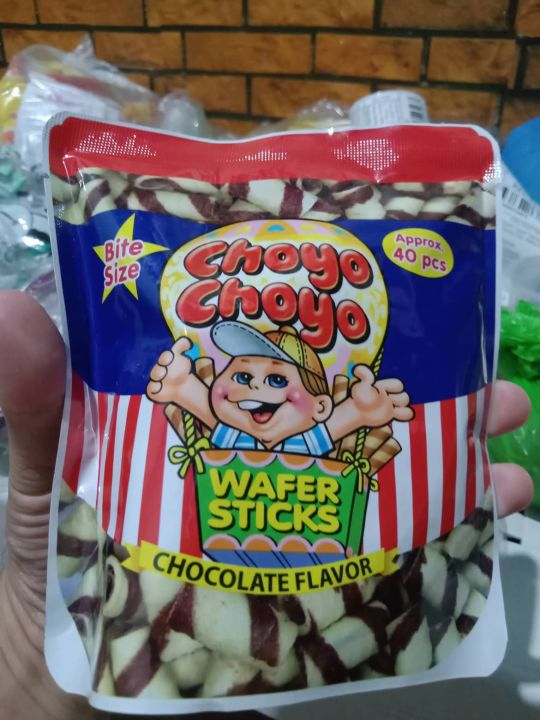 Bite
Size
Choyo
Choyo
Approx.
40 pcs
WAFER
STICKS
CHOCOLATE FLAVOR